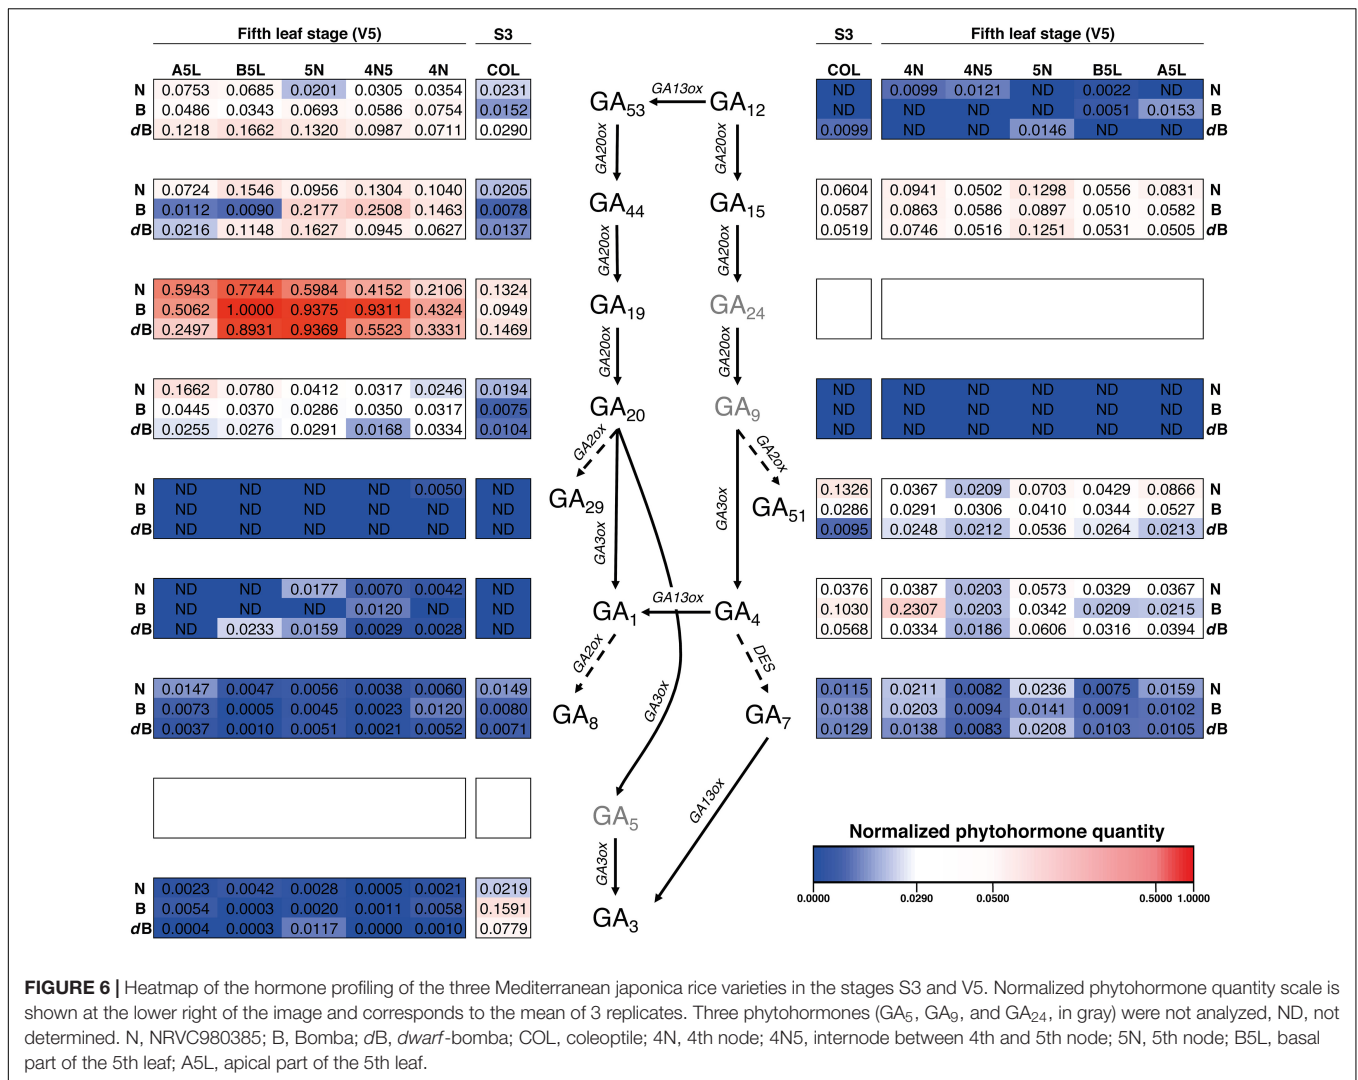 Fifth leaf stage (V5) S3 S3 Fifth leaf stage (V5)
A5L B5L 5N 4N5 4N COL COL 4N 4N5 5N B5L A5L
N 0.0753 0.0685 0.0201 0.0305 0.0354 0.0231
B 0.0486 0.0343 0.0693 0.0586 0.0754 0.0152
dB 0.1218 0.1662 0.1320 0.0987 0.0711 0.0290
GA53 GA13ox GA12
ND 0.0099 0.0121 ND 0.0022 ND N
ND ND ND ND 0.0051 0.0153 B
0.0099 ND ND 0.0146 ND ND dB
GA20ox GA20ox
N 0.0724 0.1546 0.0956 0.1304 0.1040 0.0205
B 0.0112 0.0090 0.2177 0.2508 0.1463 0.0078
dB 0.0216 0.1148 0.1627 0.0945 0.0627 0.0137
GA44 GA15
0.0604 0.0941 0.0502 0.1298 0.0556 0.0831 N
0.0587 0.0863 0.0586 0.0897 0.0510 0.0582 B
0.0519 0.0746 0.0516 0.1251 0.0531 0.0505 dB
GA20ox GA20ox
N 0.5943 0.7744 0.5984 0.4152 0.2106 0.1324
B 0.5062 1.0000 0.9375 0.9311 0.4324 0.0949
dB 0.2497 0.8931 0.9369 0.5523 0.3331 0.1469
GA19 GA24
GA20ox GA20ox
N 0.1662 0.0780 0.0412 0.0317 0.0246 0.0194
B 0.0445 0.0370 0.0286 0.0350 0.0317 0.0075
dB 0.0255 0.0276 0.0291 0.0168 0.0334 0.0104
GA20 GA9
ND ND ND ND ND ND N
ND ND ND ND ND ND B
ND ND ND ND ND ND dB
GA2ox GA2ox
N ND ND ND ND 0.0050 ND
B ND ND ND ND ND ND
dB ND ND ND ND ND ND
GA29 GA51
GA3ox GA3ox
0.1326 0.0367 0.0209 0.0703 0.0429 0.0866 N
0.0286 0.0291 0.0306 0.0410 0.0344 0.0527 B
0.0095 0.0248 0.0212 0.0536 0.0264 0.0213 dB
N ND ND 0.0177 0.0070 0.0042 ND
B ND ND ND 0.0120 ND ND
dB ND 0.0233 0.0159 0.0029 0.0028 ND
GA1 GA13ox GA4
0.0376 0.0387 0.0203 0.0573 0.0329 0.0367 N
0.1030 0.2307 0.0203 0.0342 0.0209 0.0215 B
0.0568 0.0334 0.0186 0.0606 0.0316 0.0394 dB
GA2ox DES
N 0.0147 0.0047 0.0056 0.0038 0.0060 0.0149
B 0.0073 0.0005 0.0045 0.0023 0.0120 0.0080
dB 0.0037 0.0010 0.0051 0.0021 0.0052 0.0071
GA8 GA3ox GA7
0.0115 0.0211 0.0082 0.0236 0.0075 0.0159 N
0.0138 0.0203 0.0094 0.0141 0.0091 0.0102 B
0.0129 0.0138 0.0083 0.0208 0.0103 0.0105 dB
GA13ox
GA5
GA3ox
N 0.0023 0.0042 0.0028 0.0005 0.0021 0.0219
B 0.0054 0.0003 0.0020 0.0011 0.0058 0.1591
dB 0.0004 0.0003 0.0117 0.0000 0.0010 0.0779
GA3
Normalized phytohormone quantity
0.0000 0.0290 0.0500 0.5000 1.0000
FIGURE 6 | Heatmap of the hormone profiling of the three Mediterranean japonica rice varieties in the stages S3 and V5. Normalized phytohormone quantity scale is
shown at the lower right of the image and corresponds to the mean of 3 replicates. Three phytohormones (GA5, GA9, and GA24, in gray) were not analyzed, ND, not
determined. N, NRVC980385; B, Bomba; dB, dwarf-bomba; COL, coleoptile; 4N, 4th node; 4N5, internode between 4th and 5th node; 5N, 5th node; B5L, basal
part of the 5th leaf; A5L, apical part of the 5th leaf.